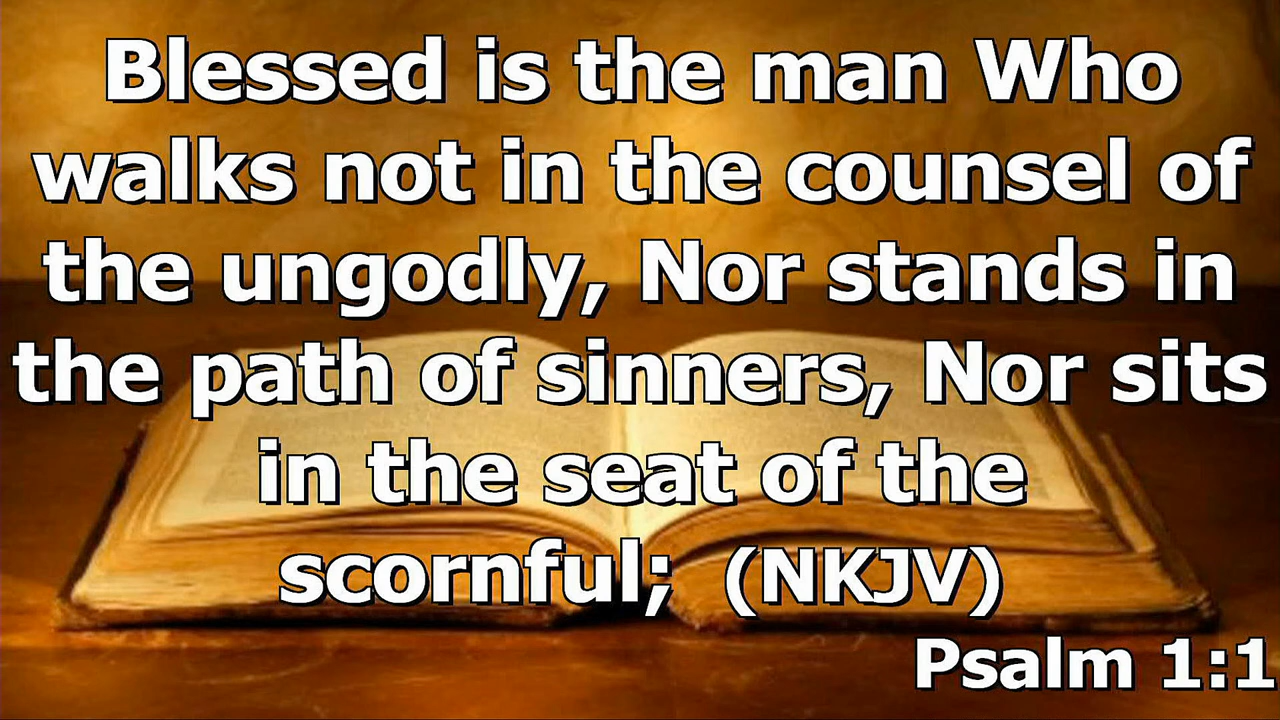 Blessed is the man Who
walks not in the counsel of
the ungodly, Nor stands in
the path of sinners, Nor sits
in the seat of the
scornful; (NKJV)
Psalm 1:1